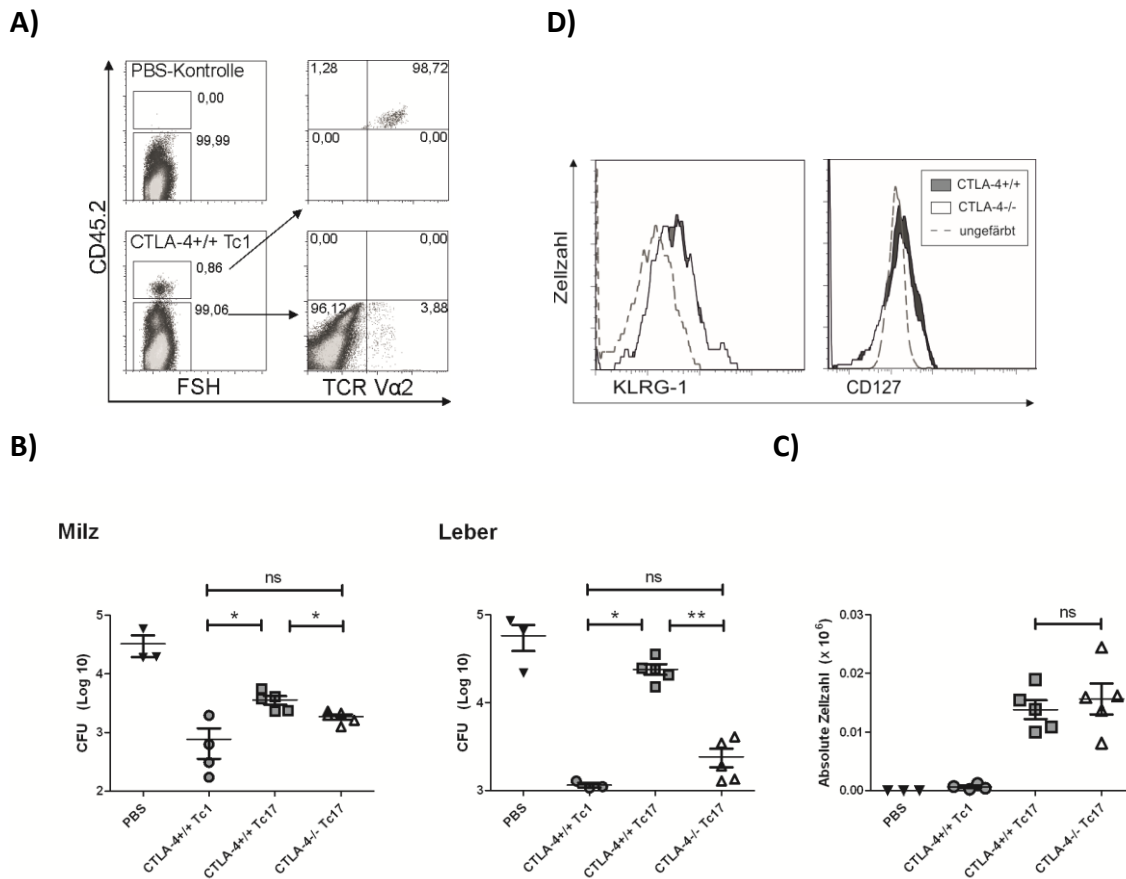 A)
PBS-Kontrolle
0,00
99,99
1,28
98,72
0,00
0,00
CD45.2
CTLA-4+/+ Tc1
0,86
99,06
0,00
0,00
96,12
3,88
FSH
TCR Vα2
D)
Zellzahl
CTLA-4+/+
CTLA-4-/-
ungefärbt
KLRG-1
CD127
B)
Milz
ns
*
*
CFU (Log 10)
5
4
3
2
PBS
CTLA-4+/+ Tc1
CTLA-4+/+ Tc17
CTLA-4-/- Tc17
Leber
ns
*
**
CFU (Log 10)
5
4
3
PBS
CTLA-4+/+ Tc1
CTLA-4+/+ Tc17
CTLA-4-/- Tc17
C)
ns
Absolute Zellzahl (x 10⁶)
0.03
0.02
0.01
0.00
PBS
CTLA-4+/+ Tc1
CTLA-4+/+ Tc17
CTLA-4-/- Tc17